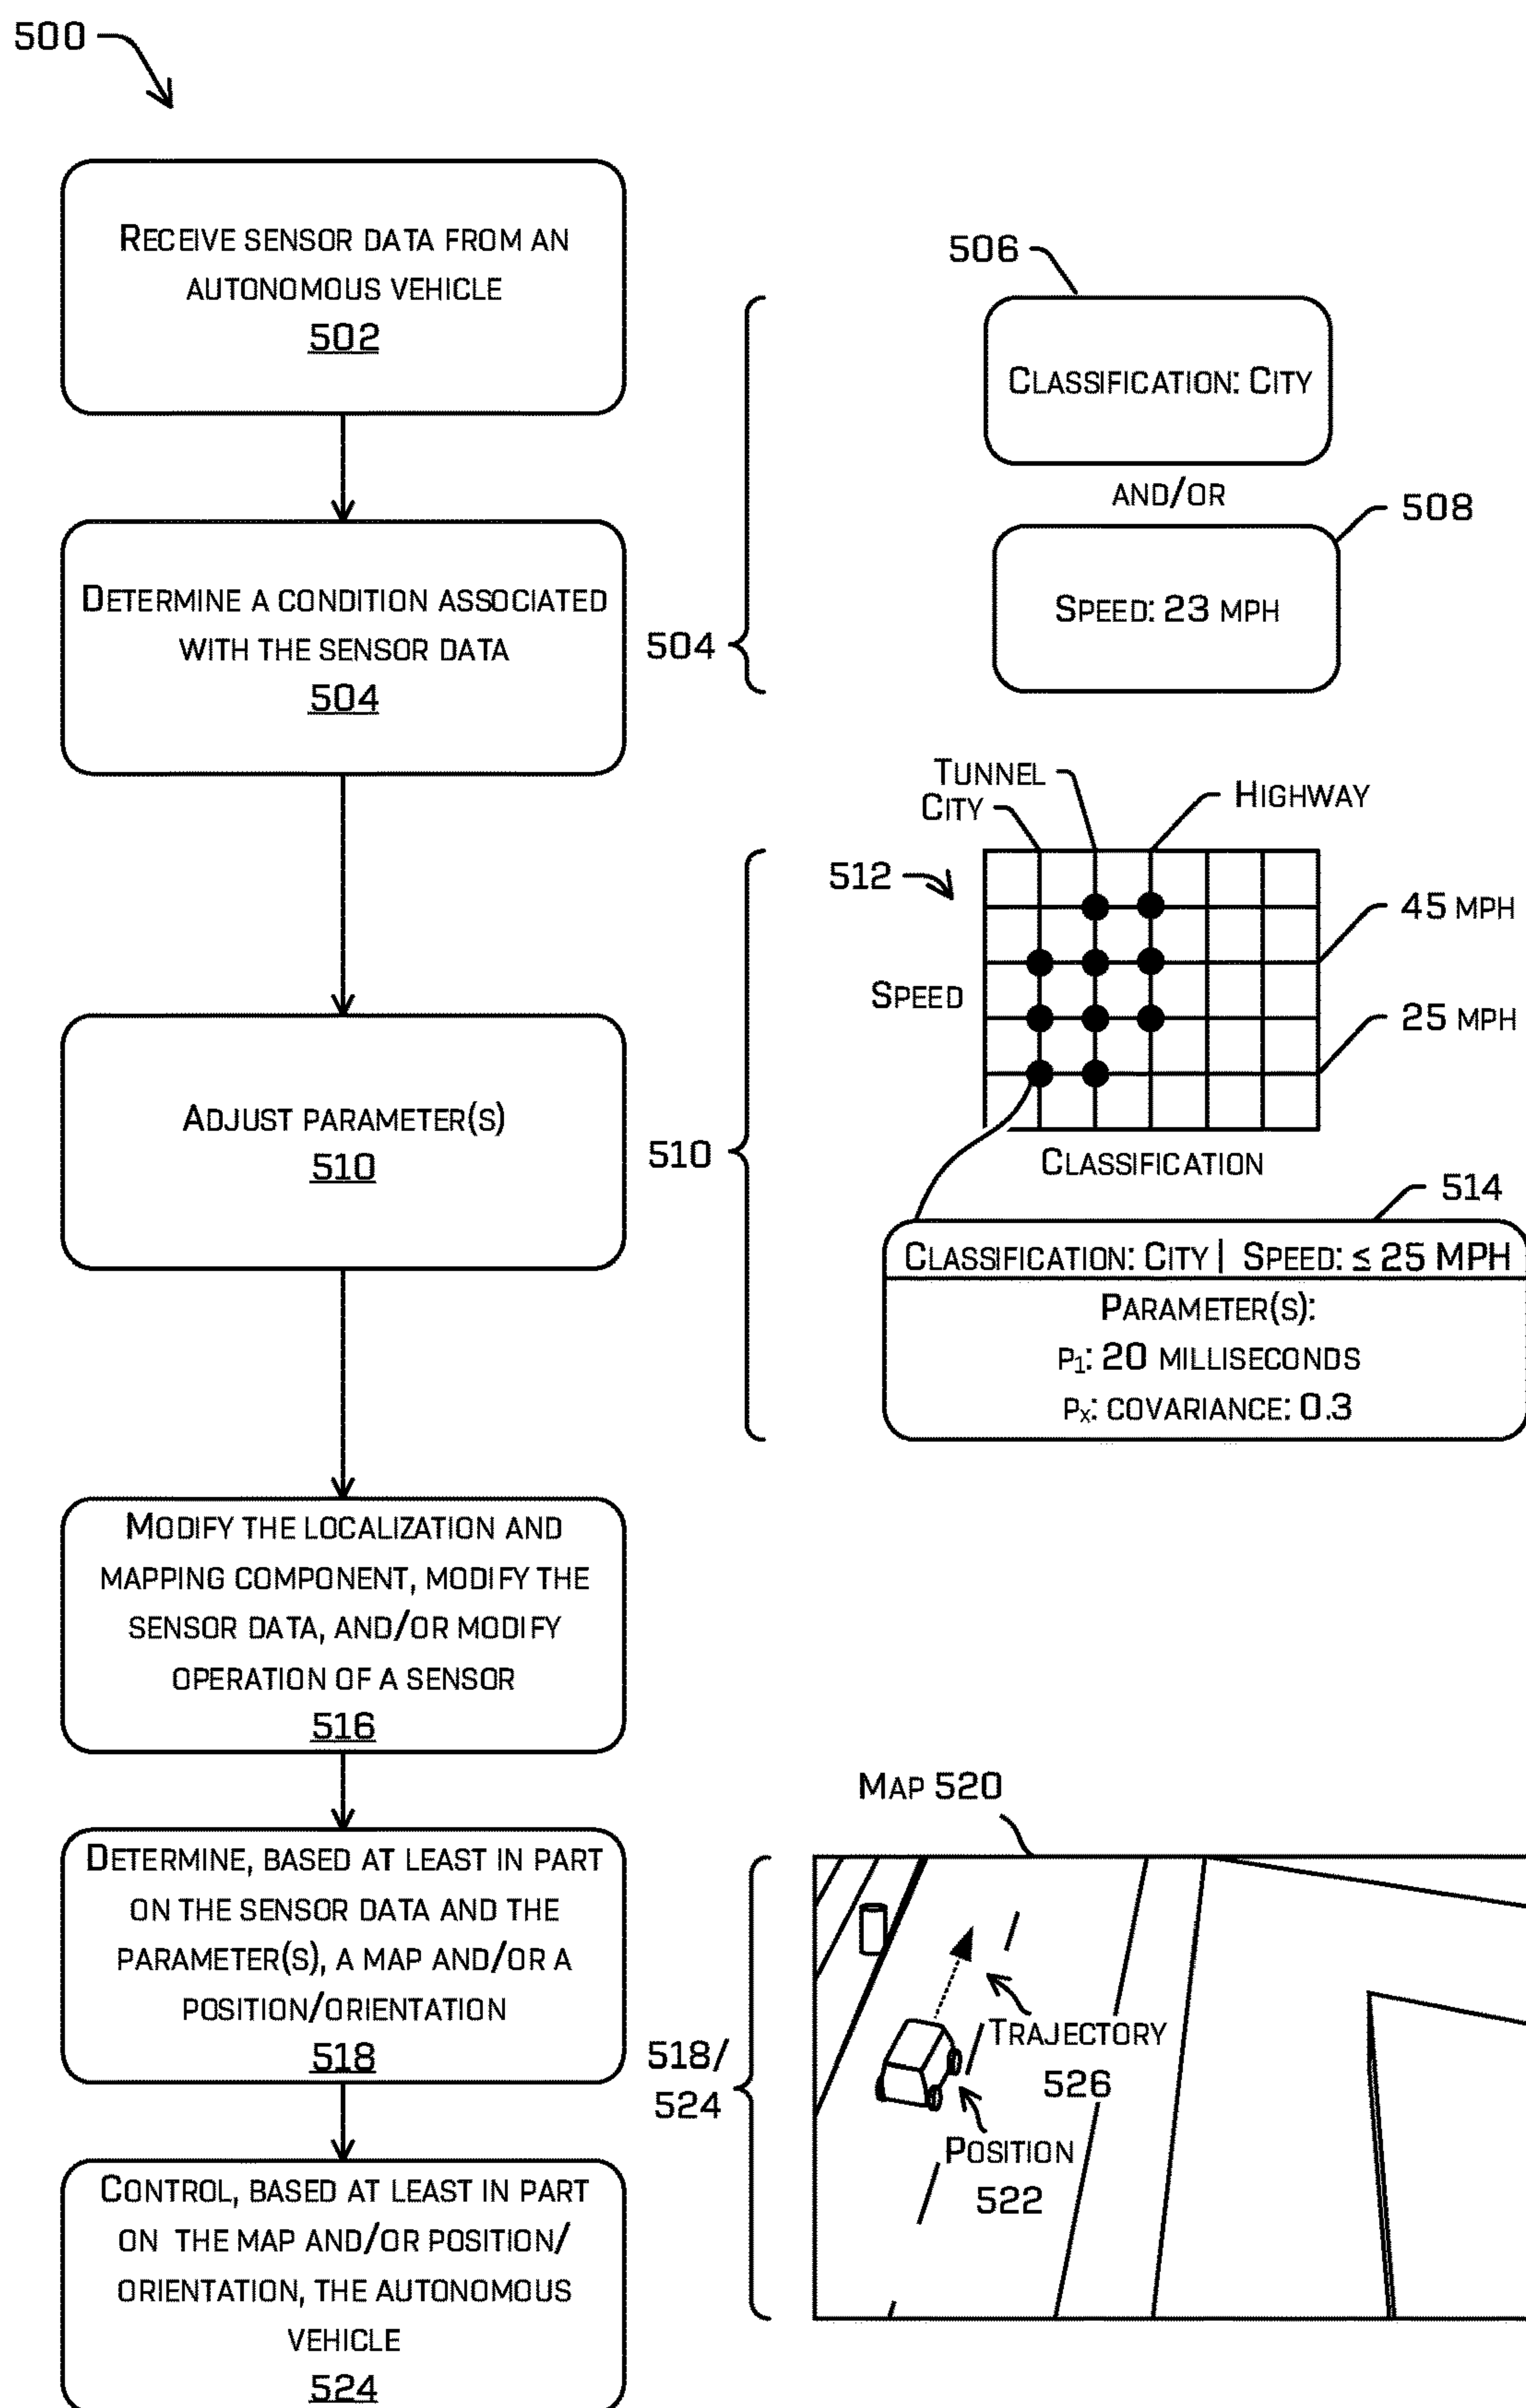 500
RECEIVE SENSOR DATA FROM AN
AUTONOMOUS VEHICLE
502
DETERMINE A CONDITION ASSOCIATED
WITH THE SENSOR DATA
504
504
506
CLASSIFICATION: CITY
AND/OR
508
SPEED: 23 MPH
ADJUST PARAMETER(S)
510
510
TUNNEL
CITY
HIGHWAY
512
45 MPH
SPEED
25 MPH
CLASSIFICATION
514
CLASSIFICATION: CITY | SPEED: ≤ 25 MPH
PARAMETER(S):
P₁: 20 MILLISECONDS
Pₓ: COVARIANCE: 0.3
MODIFY THE LOCALIZATION AND
MAPPING COMPONENT, MODIFY THE
SENSOR DATA, AND/OR MODIFY
OPERATION OF A SENSOR
516
DETERMINE, BASED AT LEAST IN PART
ON THE SENSOR DATA AND THE
PARAMETER(S), A MAP AND/OR A
POSITION/ORIENTATION
518
CONTROL, BASED AT LEAST IN PART
ON THE MAP AND/OR POSITION/
ORIENTATION, THE AUTONOMOUS
VEHICLE
524
518/
524
MAP 520
TRAJECTORY
526
POSITION
522